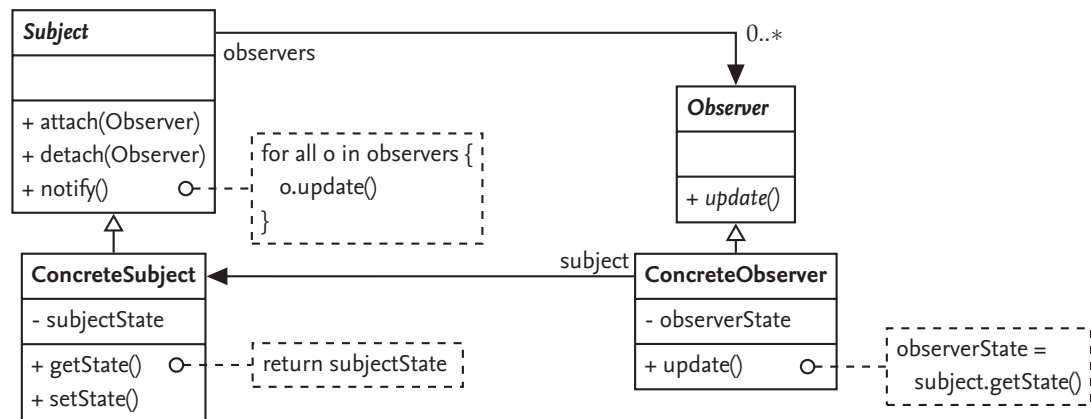 Subject
observers
0..*
+ attach(Observer)
+ detach(Observer)
+ notify()
for all o in observers {
o.update()
}
Observer
+ update()
ConcreteSubject
- subjectState
+ getState()
+ setState()
return subjectState
subject
ConcreteObserver
- observerState
+ update()
observerState =
subject.getState()